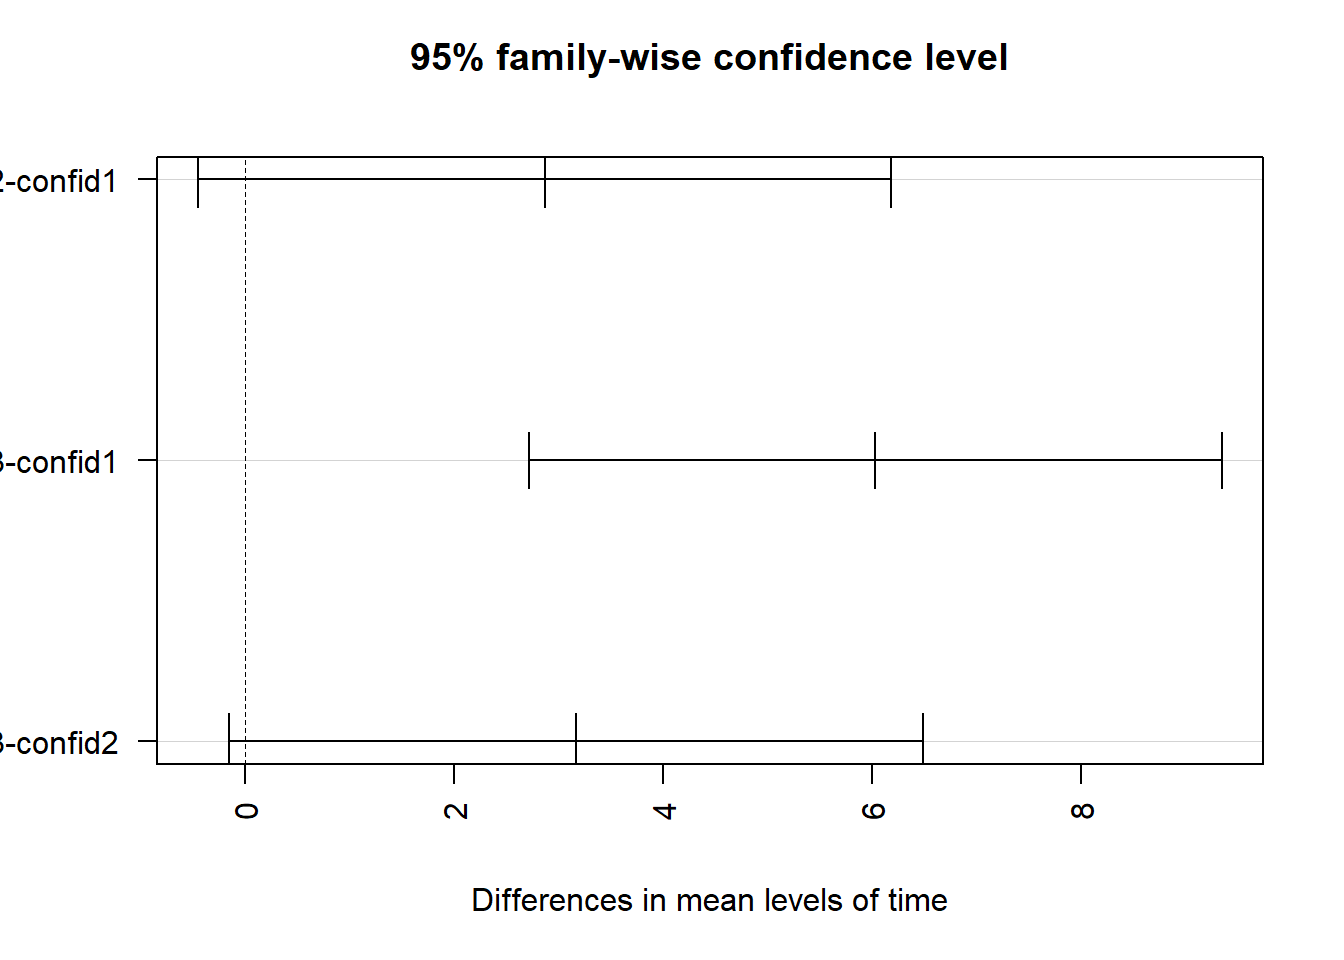 95% family-wise confidence level
2-confid1
3-confid1
3-confid2
0 2 4 6 8
Differences in mean levels of time